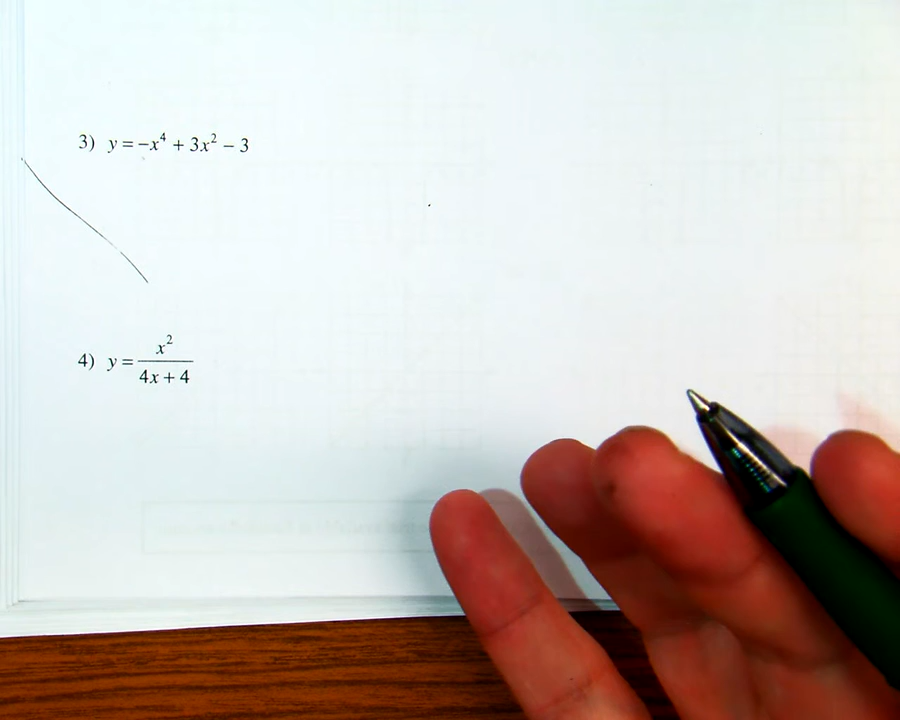 3) y = −x⁴ + 3x² − 3
4) y = x² / (4x + 4)